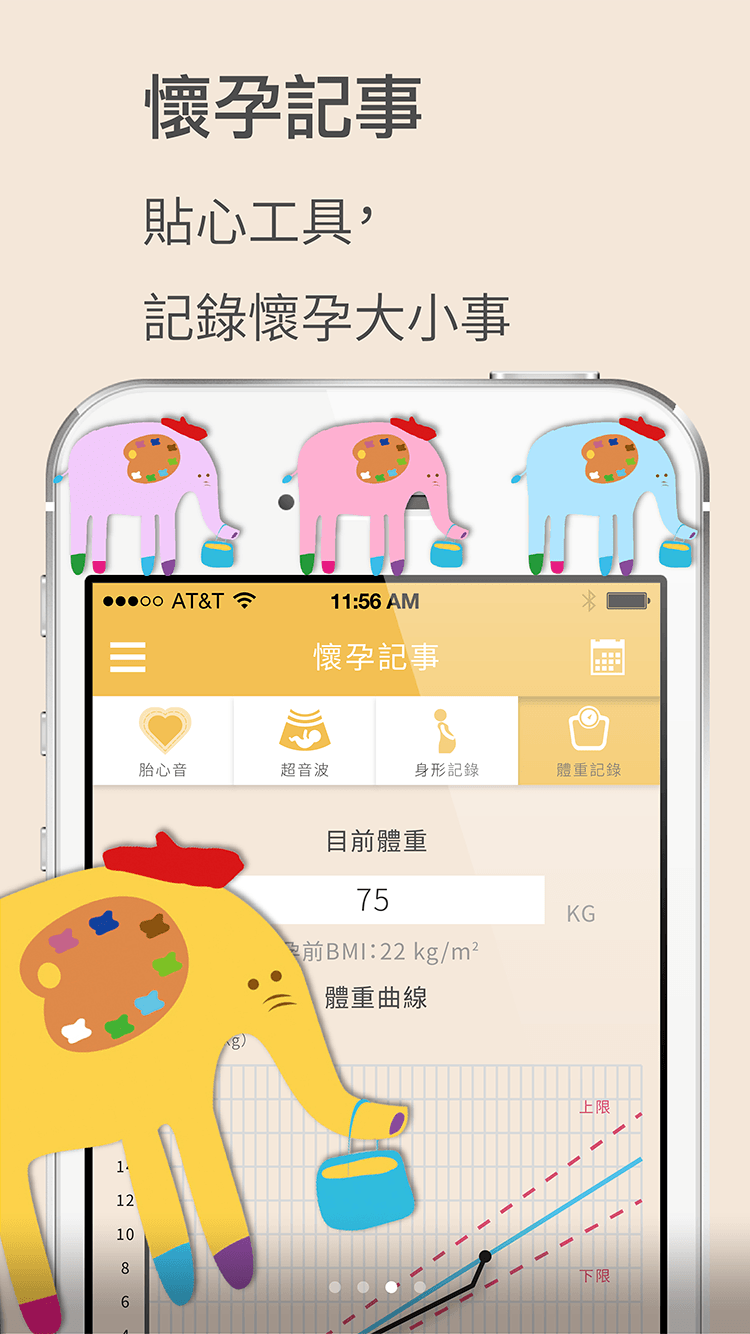 懷孕記事
貼心工具，
記錄懷孕大小事
AT&T
11:56 AM
懷孕記事
胎心音
超音波
身形記錄
體重記錄
目前體重
75
KG
孕前BMI：22 kg/m²
體重曲線
kg）
上限
12
10
8
下限
6